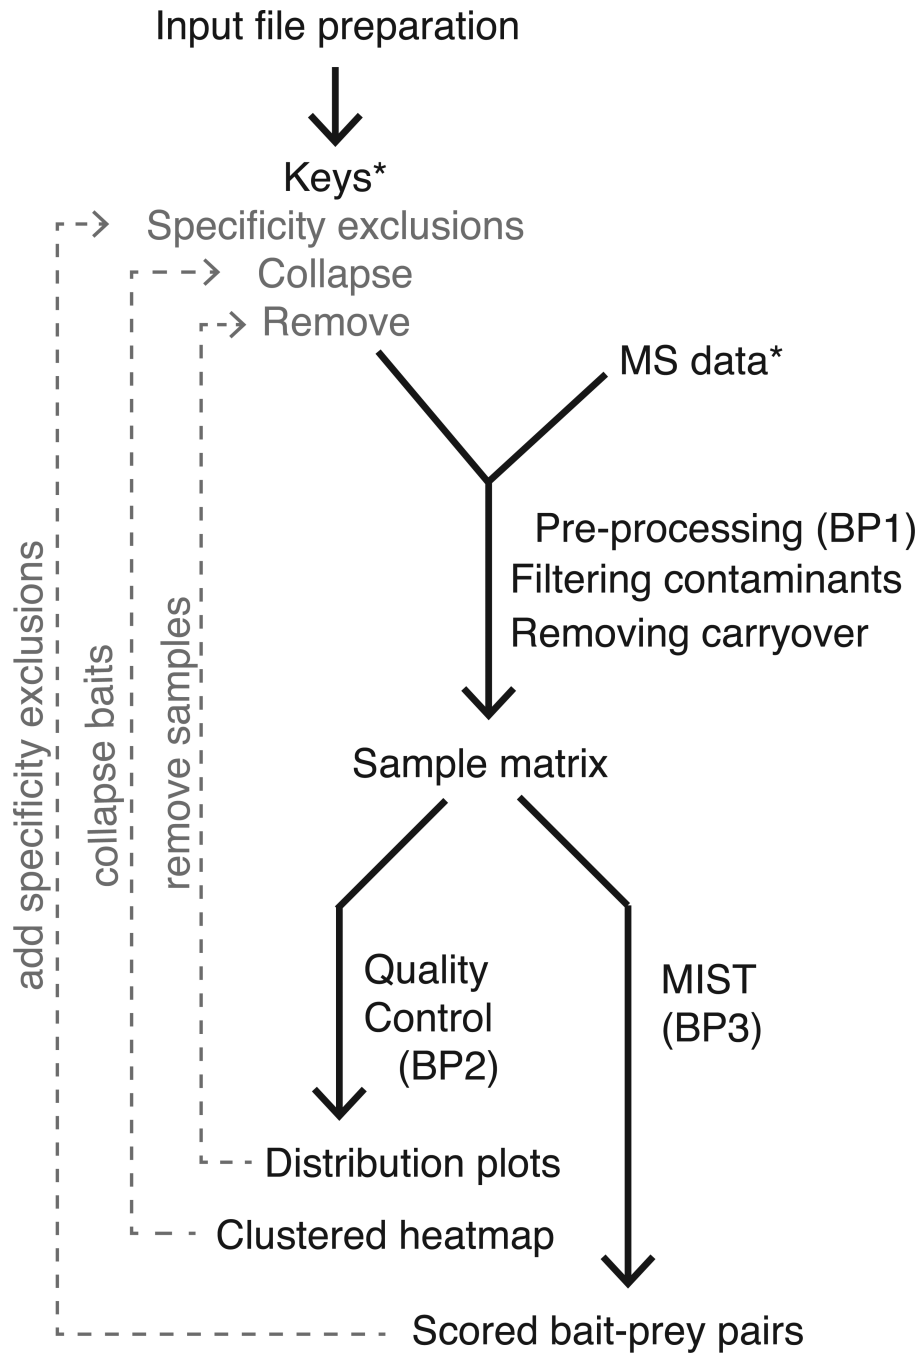 Input file preparation
Keys*
Specificity exclusions
Collapse
Remove
MS data*
Pre-processing (BP1)
Filtering contaminants
Removing carryover
add specificity exclusions
collapse baits
remove samples
Sample matrix
Quality
Control
(BP2)
MIST
(BP3)
Distribution plots
Clustered heatmap
Scored bait-prey pairs